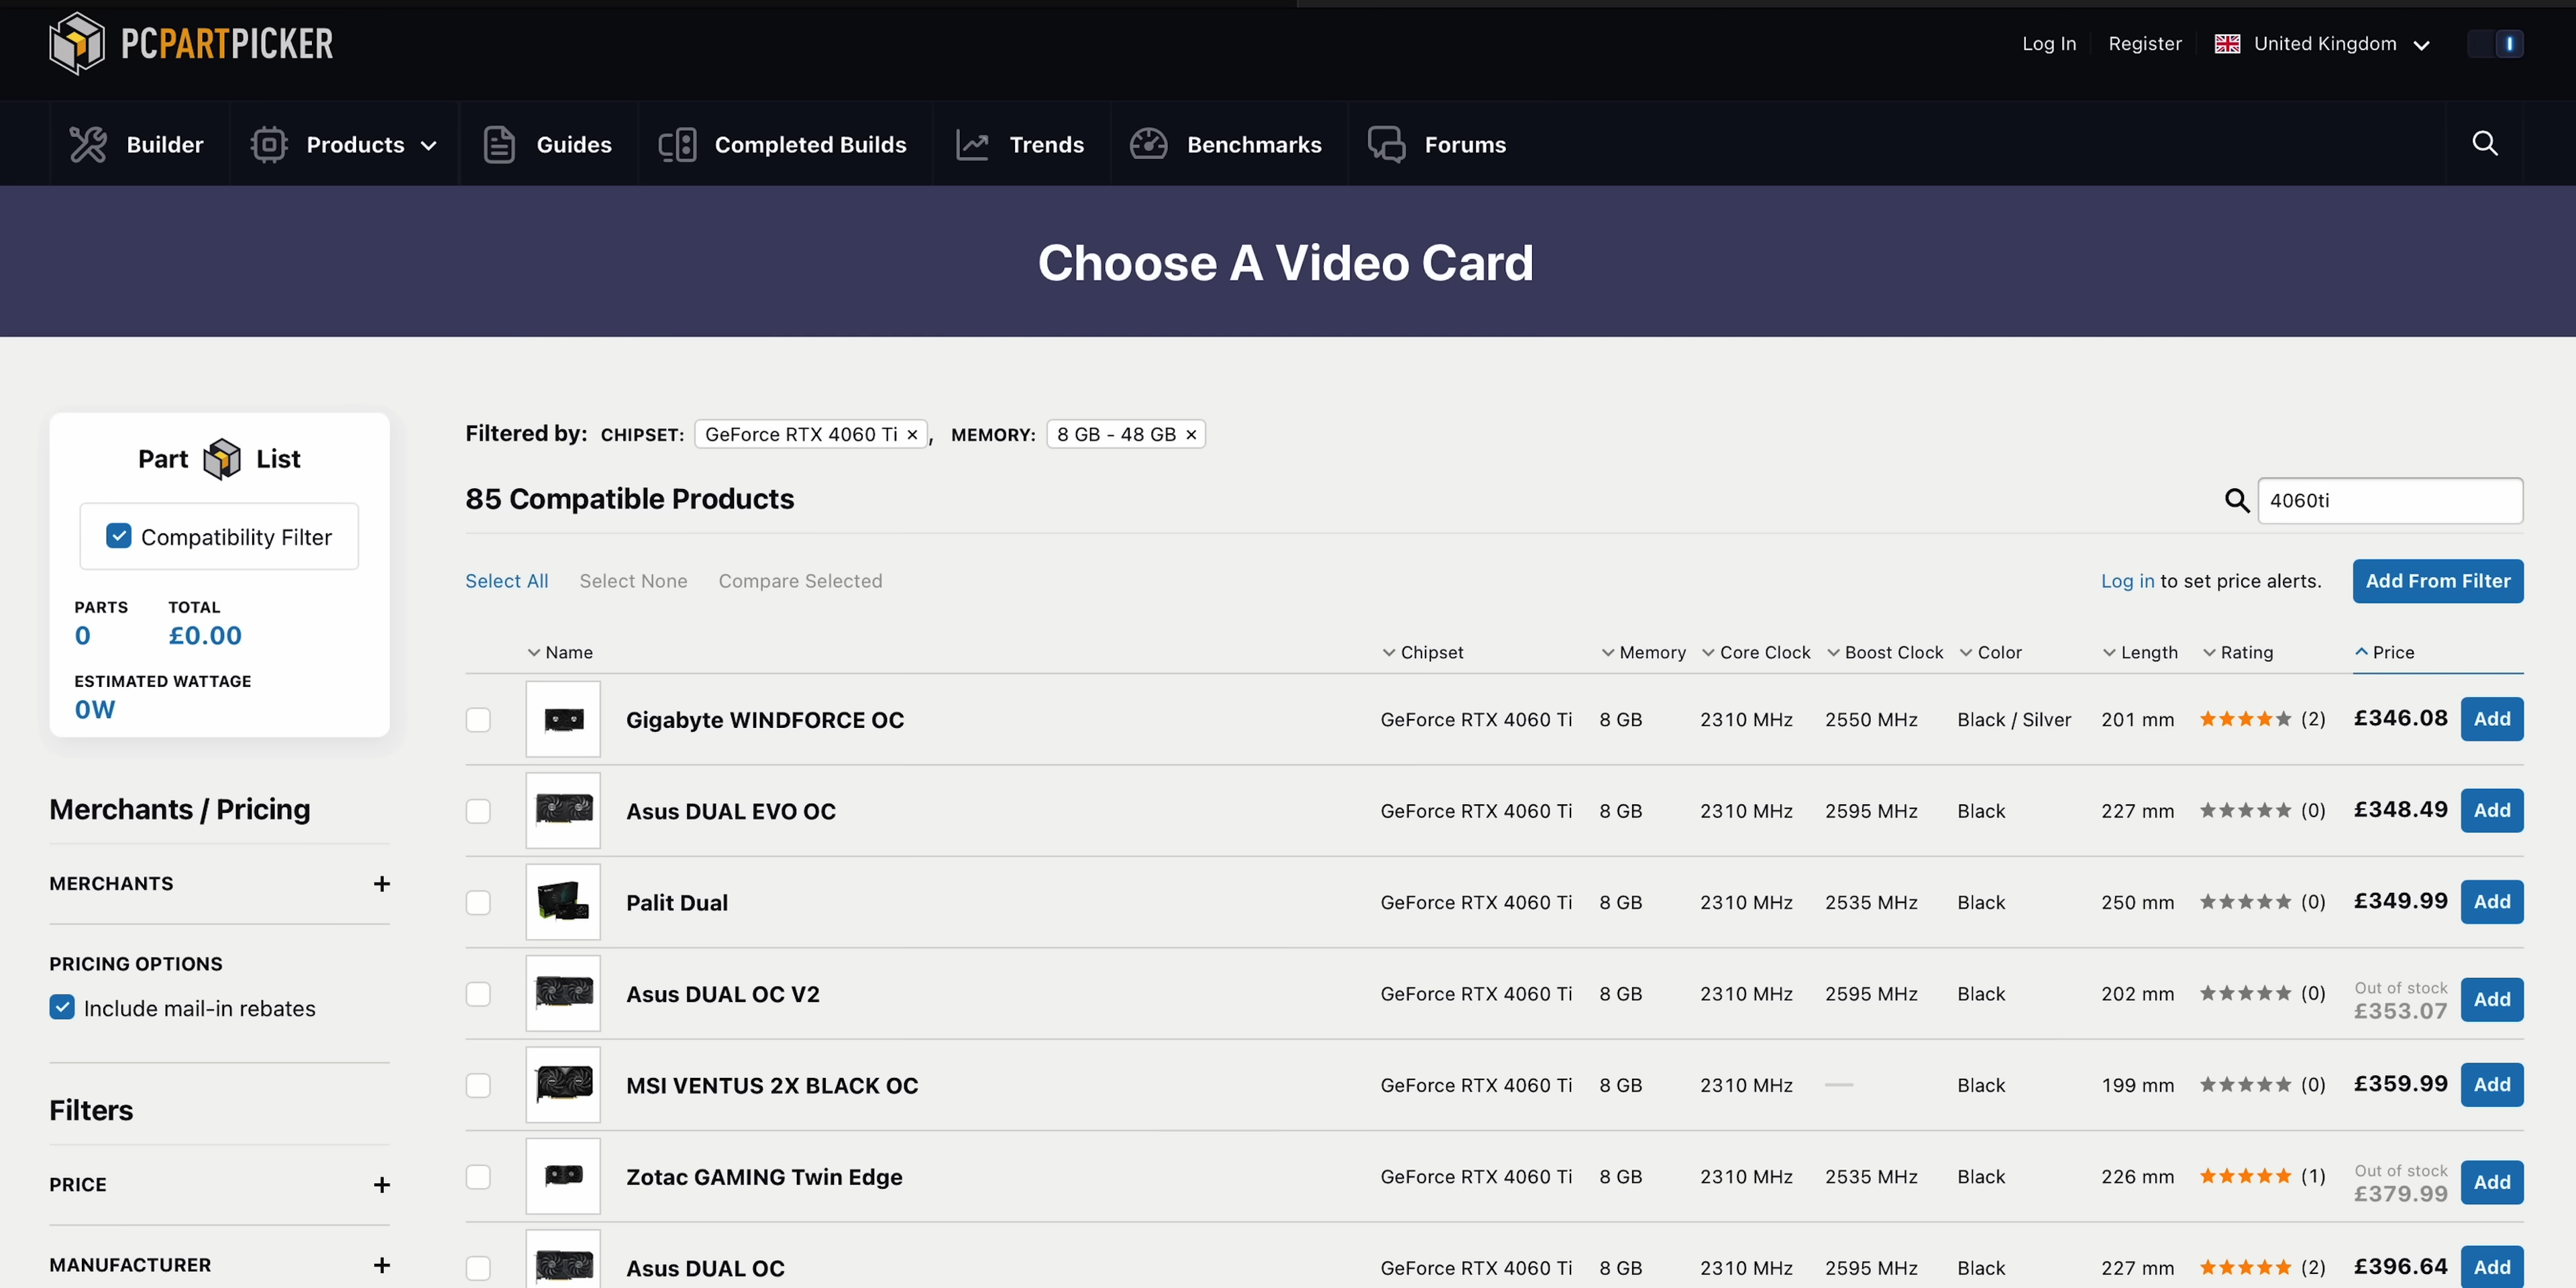 PCPARTPICKER
Log In Register United Kingdom
Builder Products Guides Completed Builds Trends Benchmarks Forums
Choose A Video Card
Part List
Compatibility Filter
PARTS TOTAL
0 £0.00
ESTIMATED WATTAGE
0W
Merchants / Pricing
MERCHANTS +
PRICING OPTIONS
Include mail-in rebates
Filters
PRICE +
MANUFACTURER +
Filtered by: CHIPSET: GeForce RTX 4060 Ti ×, MEMORY: 8 GB - 48 GB ×
85 Compatible Products 4060ti
Select All Select None Compare Selected Log in to set price alerts. Add From Filter
Name Chipset Memory Core Clock Boost Clock Color Length Rating Price
Gigabyte WINDFORCE OC GeForce RTX 4060 Ti 8 GB 2310 MHz 2550 MHz Black / Silver 201 mm (2) £346.08 Add
Asus DUAL EVO OC GeForce RTX 4060 Ti 8 GB 2310 MHz 2595 MHz Black 227 mm (0) £348.49 Add
Palit Dual GeForce RTX 4060 Ti 8 GB 2310 MHz 2535 MHz Black 250 mm (0) £349.99 Add
Asus DUAL OC V2 GeForce RTX 4060 Ti 8 GB 2310 MHz 2595 MHz Black 202 mm (0) Out of stock £353.07 Add
MSI VENTUS 2X BLACK OC GeForce RTX 4060 Ti 8 GB 2310 MHz — Black 199 mm (0) £359.99 Add
Zotac GAMING Twin Edge GeForce RTX 4060 Ti 8 GB 2310 MHz 2535 MHz Black 226 mm (1) Out of stock £379.99 Add
Asus DUAL OC GeForce RTX 4060 Ti 8 GB 2310 MHz 2595 MHz Black 227 mm (2) £396.64 Add